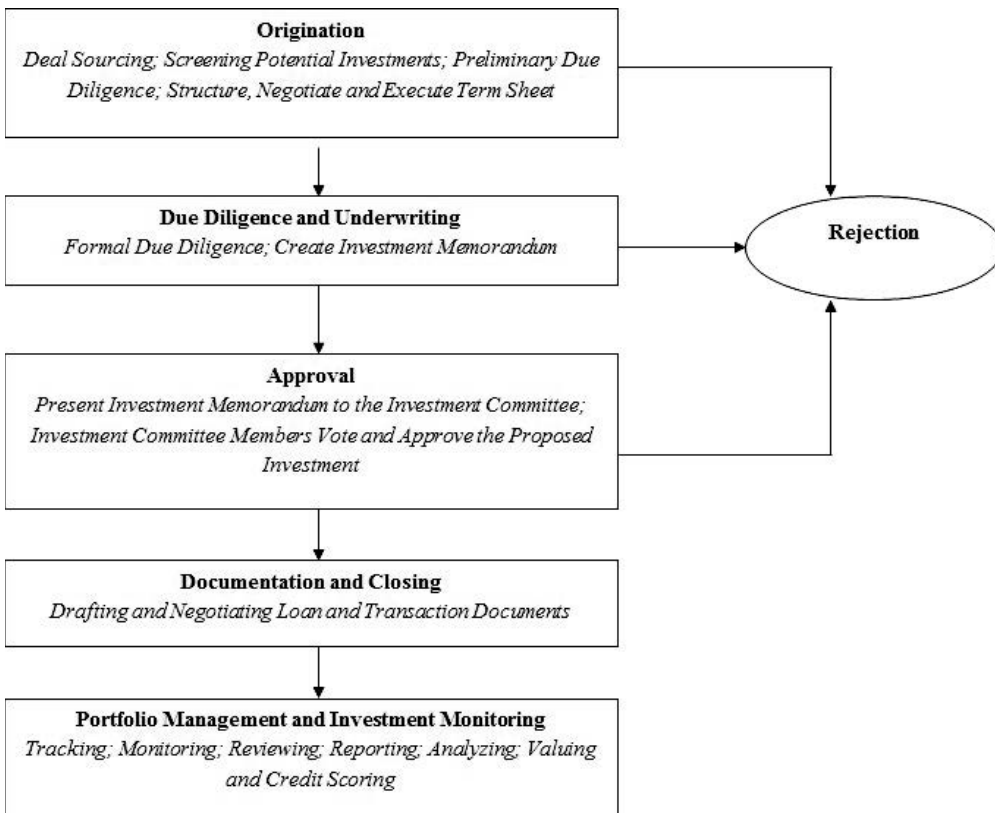 Origination
Deal Sourcing; Screening Potential Investments; Preliminary Due
Diligence; Structure, Negotiate and Execute Term Sheet
Due Diligence and Underwriting
Formal Due Diligence; Create Investment Memorandum
Rejection
Approval
Present Investment Memorandum to the Investment Committee;
Investment Committee Members Vote and Approve the Proposed
Investment
Documentation and Closing
Drafting and Negotiating Loan and Transaction Documents
Portfolio Management and Investment Monitoring
Tracking; Monitoring; Reviewing; Reporting; Analyzing; Valuing
and Credit Scoring